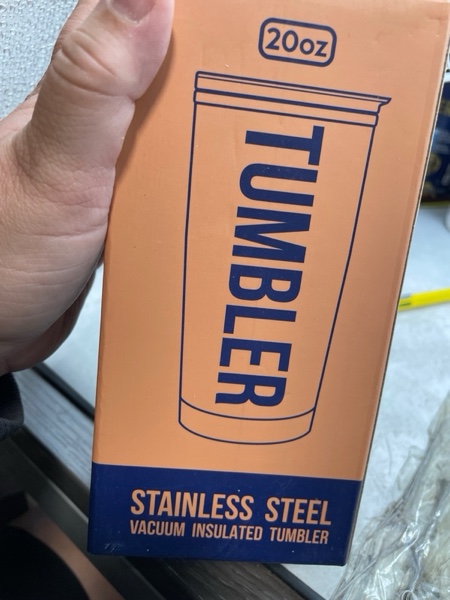 20oz
TUMBLER
STAINLESS STEEL
VACUUM INSULATED TUMBLER